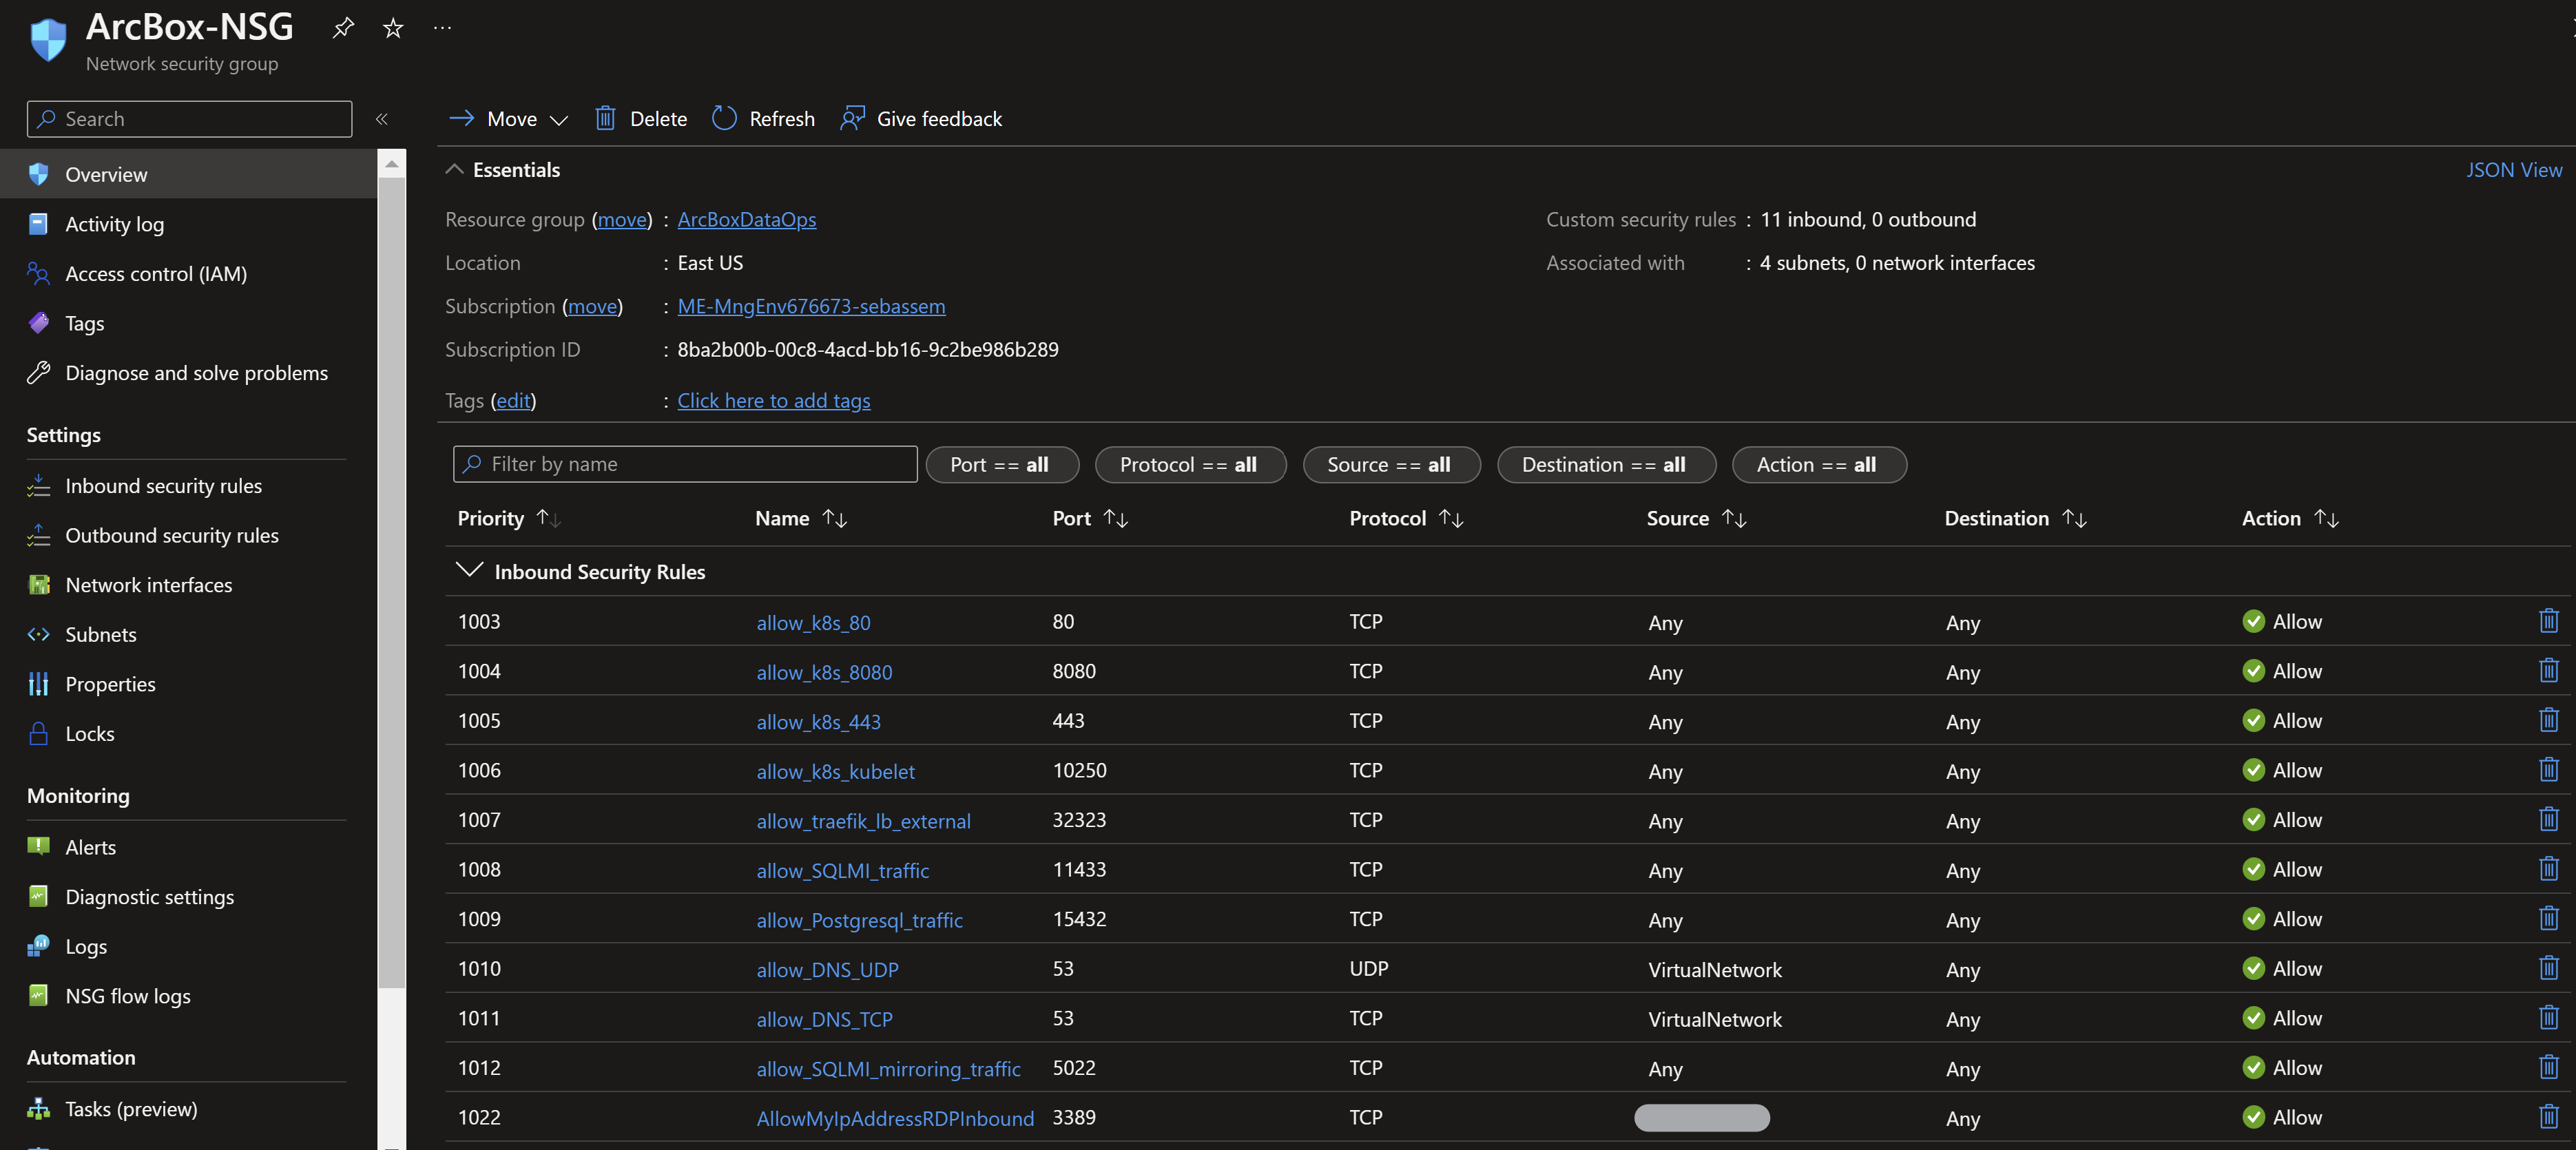 ArcBox-NSG
Network security group
Search
Move Delete Refresh Give feedback
Overview
Activity log
Access control (IAM)
Tags
Diagnose and solve problems
Settings
Inbound security rules
Outbound security rules
Network interfaces
Subnets
Properties
Locks
Monitoring
Alerts
Diagnostic settings
Logs
NSG flow logs
Automation
Tasks (preview)
Essentials JSON View
Resource group (move) : ArcBoxDataOps
Location : East US
Subscription (move) : ME-MngEnv676673-sebassem
Subscription ID : 8ba2b00b-00c8-4acd-bb16-9c2be986b289
Tags (edit) : Click here to add tags
Custom security rules : 11 inbound, 0 outbound
Associated with : 4 subnets, 0 network interfaces
Filter by name Port == all Protocol == all Source == all Destination == all Action == all
Priority Name Port Protocol Source Destination Action
Inbound Security Rules
1003 allow_k8s_80 80 TCP Any Any Allow
1004 allow_k8s_8080 8080 TCP Any Any Allow
1005 allow_k8s_443 443 TCP Any Any Allow
1006 allow_k8s_kubelet 10250 TCP Any Any Allow
1007 allow_traefik_lb_external 32323 TCP Any Any Allow
1008 allow_SQLMI_traffic 11433 TCP Any Any Allow
1009 allow_Postgresql_traffic 15432 TCP Any Any Allow
1010 allow_DNS_UDP 53 UDP VirtualNetwork Any Allow
1011 allow_DNS_TCP 53 TCP VirtualNetwork Any Allow
1012 allow_SQLMI_mirroring_traffic 5022 TCP Any Any Allow
1022 AllowMyIpAddressRDPInbound 3389 TCP Any Allow